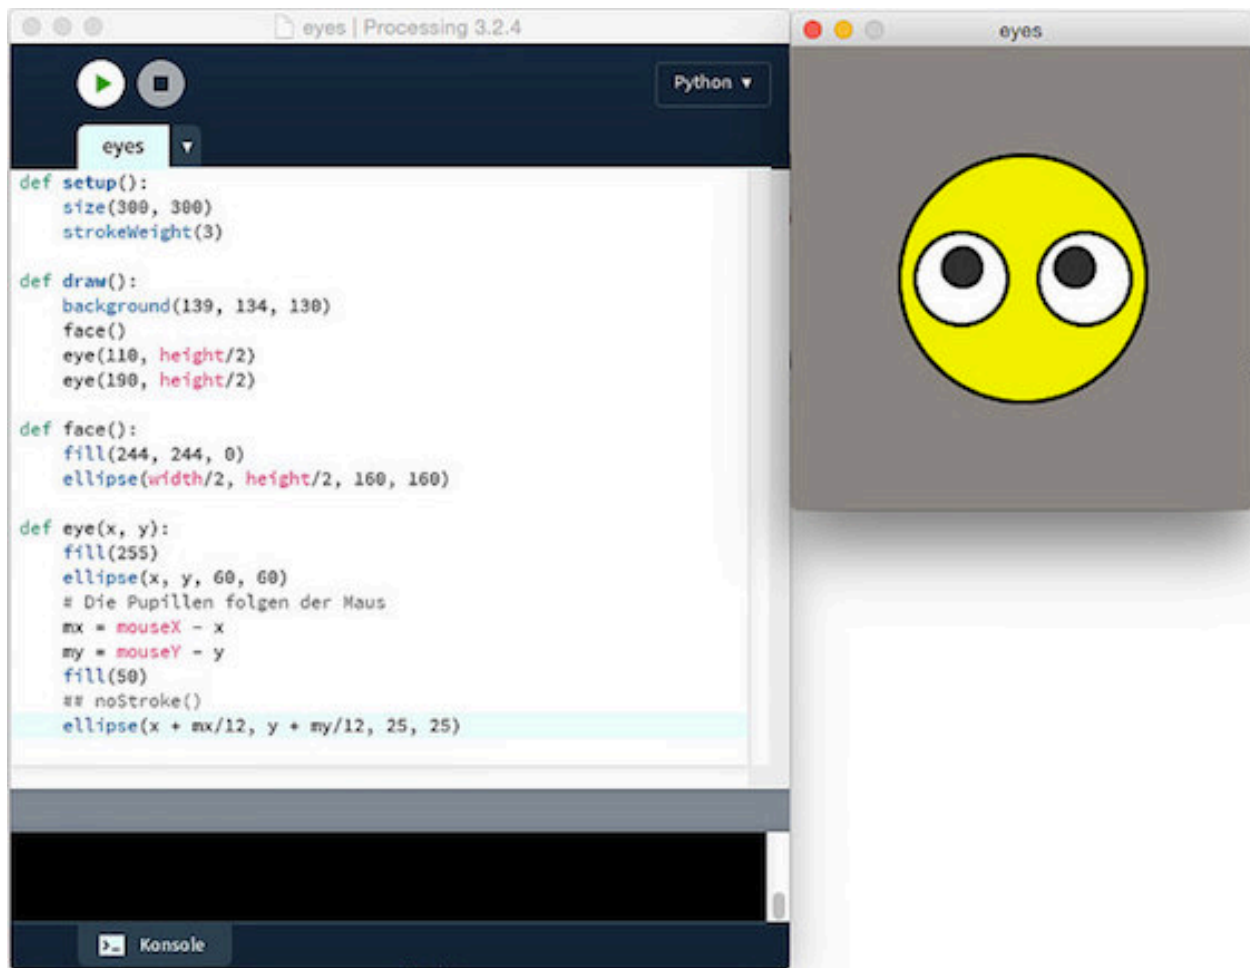 eyes | Processing 3.2.4
eyes
Python
eyes
def setup():
    size(300, 300)
    strokeWeight(3)
def draw():
    background(139, 134, 130)
    face()
    eye(110, height/2)
    eye(190, height/2)
def face():
    fill(244, 244, 0)
    ellipse(width/2, height/2, 160, 160)
def eye(x, y):
    fill(255)
    ellipse(x, y, 60, 60)
    # Die Pupillen folgen der Maus
    mx = mouseX - x
    my = mouseY - y
    fill(50)
    ## noStroke()
    ellipse(x + mx/12, y + my/12, 25, 25)
Konsole